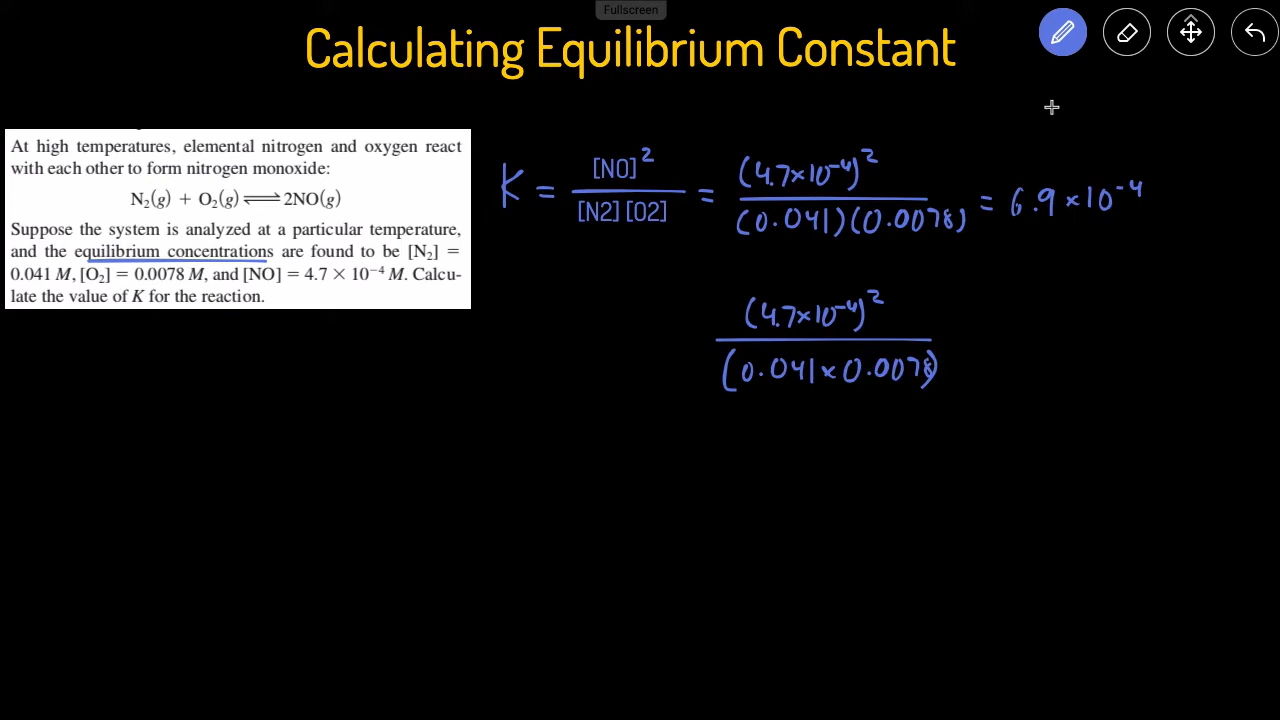 Fullscreen
Calculating Equilibrium Constant
At high temperatures, elemental nitrogen and oxygen react
with each other to form nitrogen monoxide:
N₂(g) + O₂(g) ⇌ 2NO(g)
Suppose the system is analyzed at a particular temperature,
and the equilibrium concentrations are found to be [N₂] =
0.041 M, [O₂] = 0.0078 M, and [NO] = 4.7 × 10⁻⁴ M. Calcu-
late the value of K for the reaction.
K = [NO]² / [N2] [O2] = (4.7×10⁻⁴)² / (0.041)(0.0078) = 6.9 × 10⁻⁴
(4.7×10⁻⁴)²
(0.041 × 0.0078)